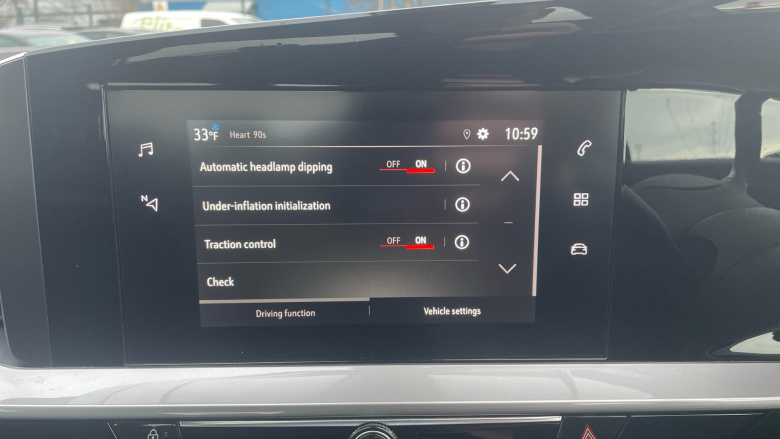 33°F Heart 90s 10:59
Automatic headlamp dipping OFF ON
N
Under-inflation initialization
Traction control OFF ON
Check
Driving function Vehicle settings